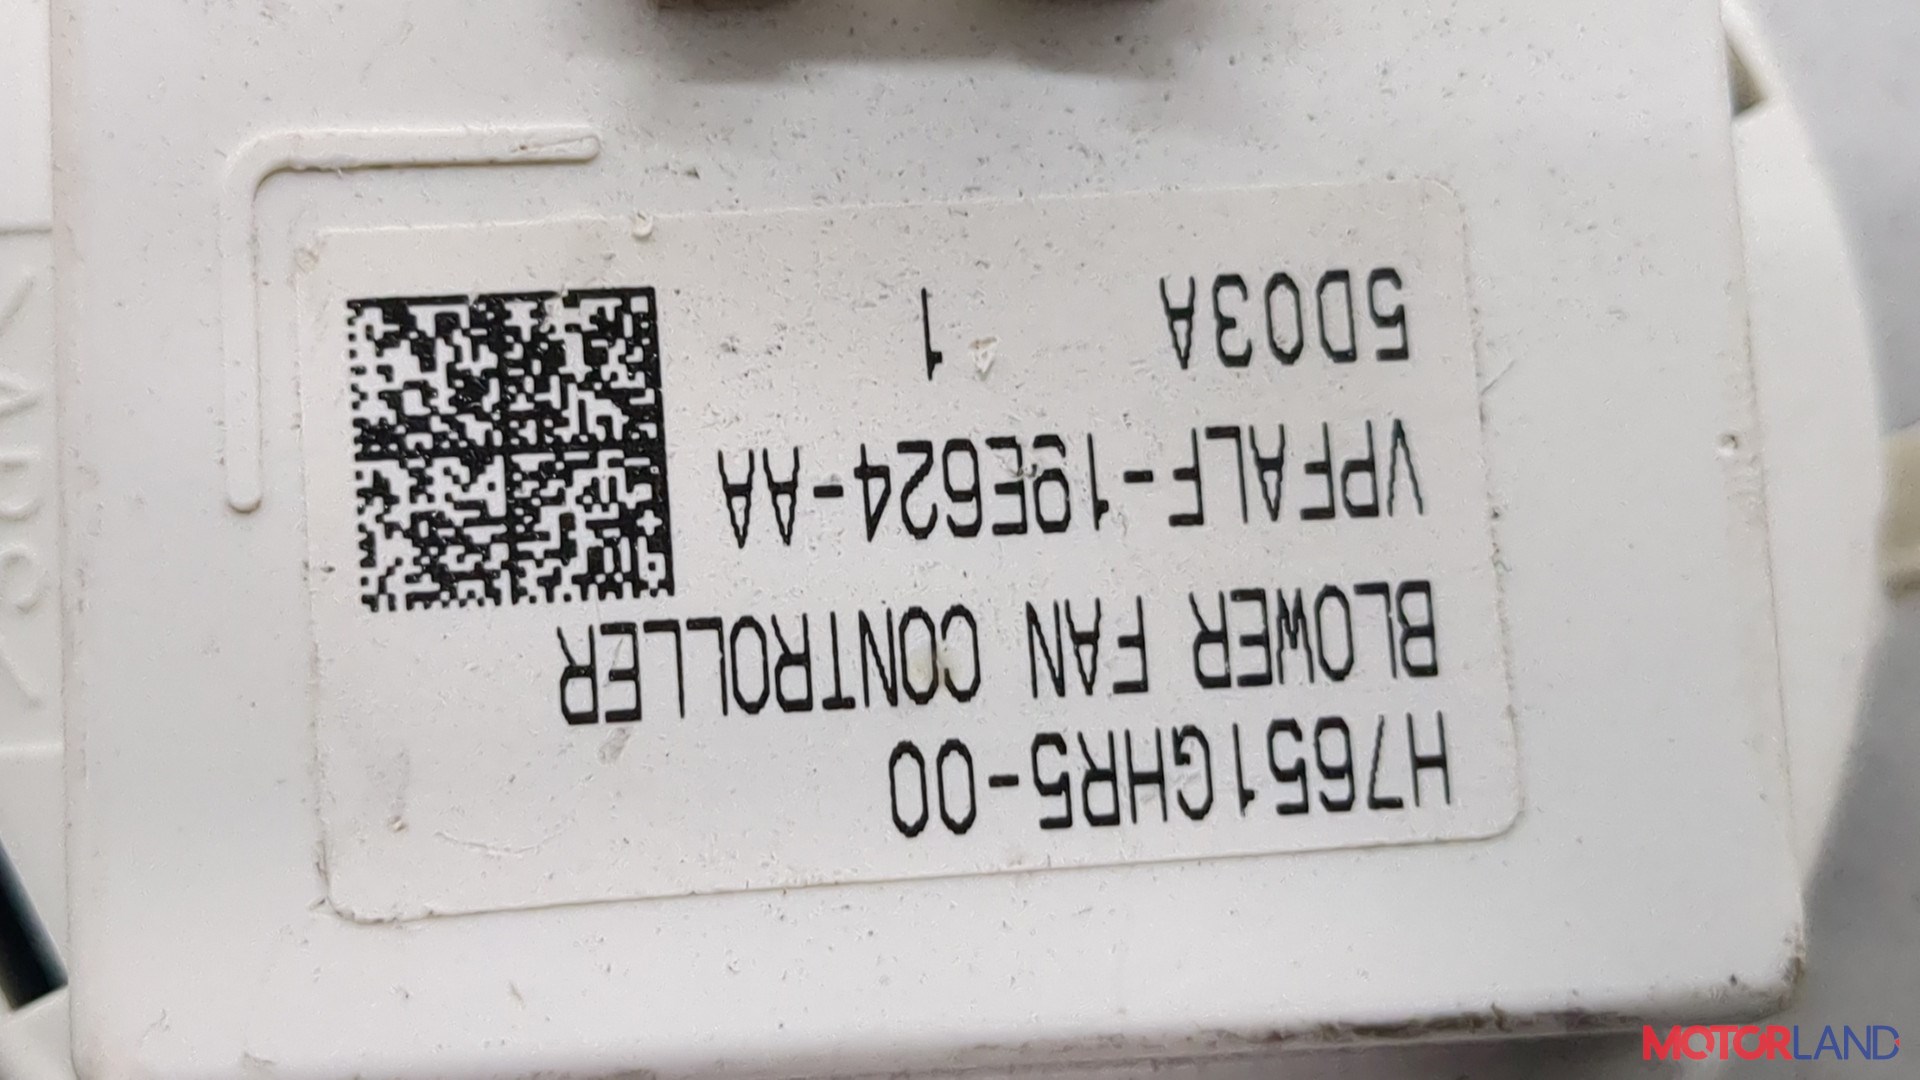 H7651GHR5-00
BLOWER FAN CONTROLLER
VPFALF-19E624-AA
5D03A 1
MOTORLAND